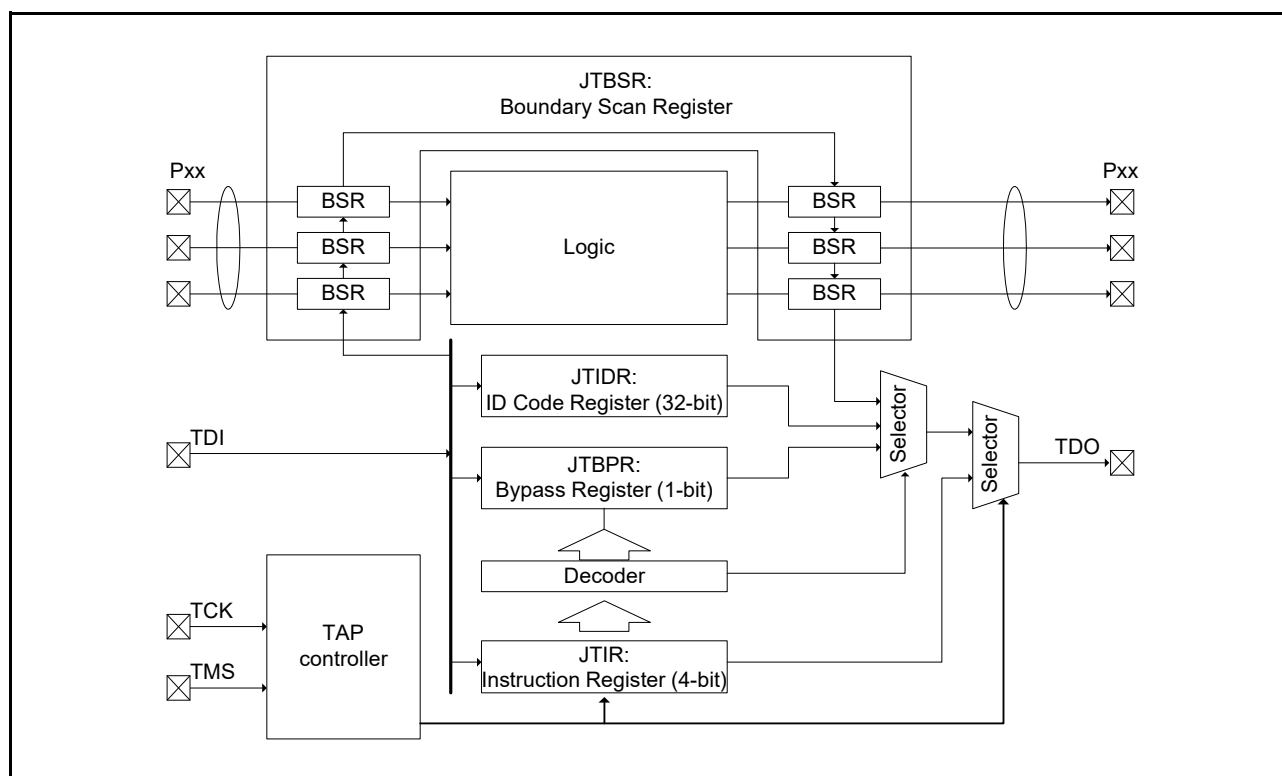 JTBSR:
Boundary Scan Register
Pxx
Pxx
BSR
BSR
BSR
BSR
BSR
BSR
Logic
JTIDR:
ID Code Register (32-bit)
TDI
JTBPR:
Bypass Register (1-bit)
Selector
Selector
TDO
Decoder
TCK
TMS
TAP
controller
JTIR:
Instruction Register (4-bit)